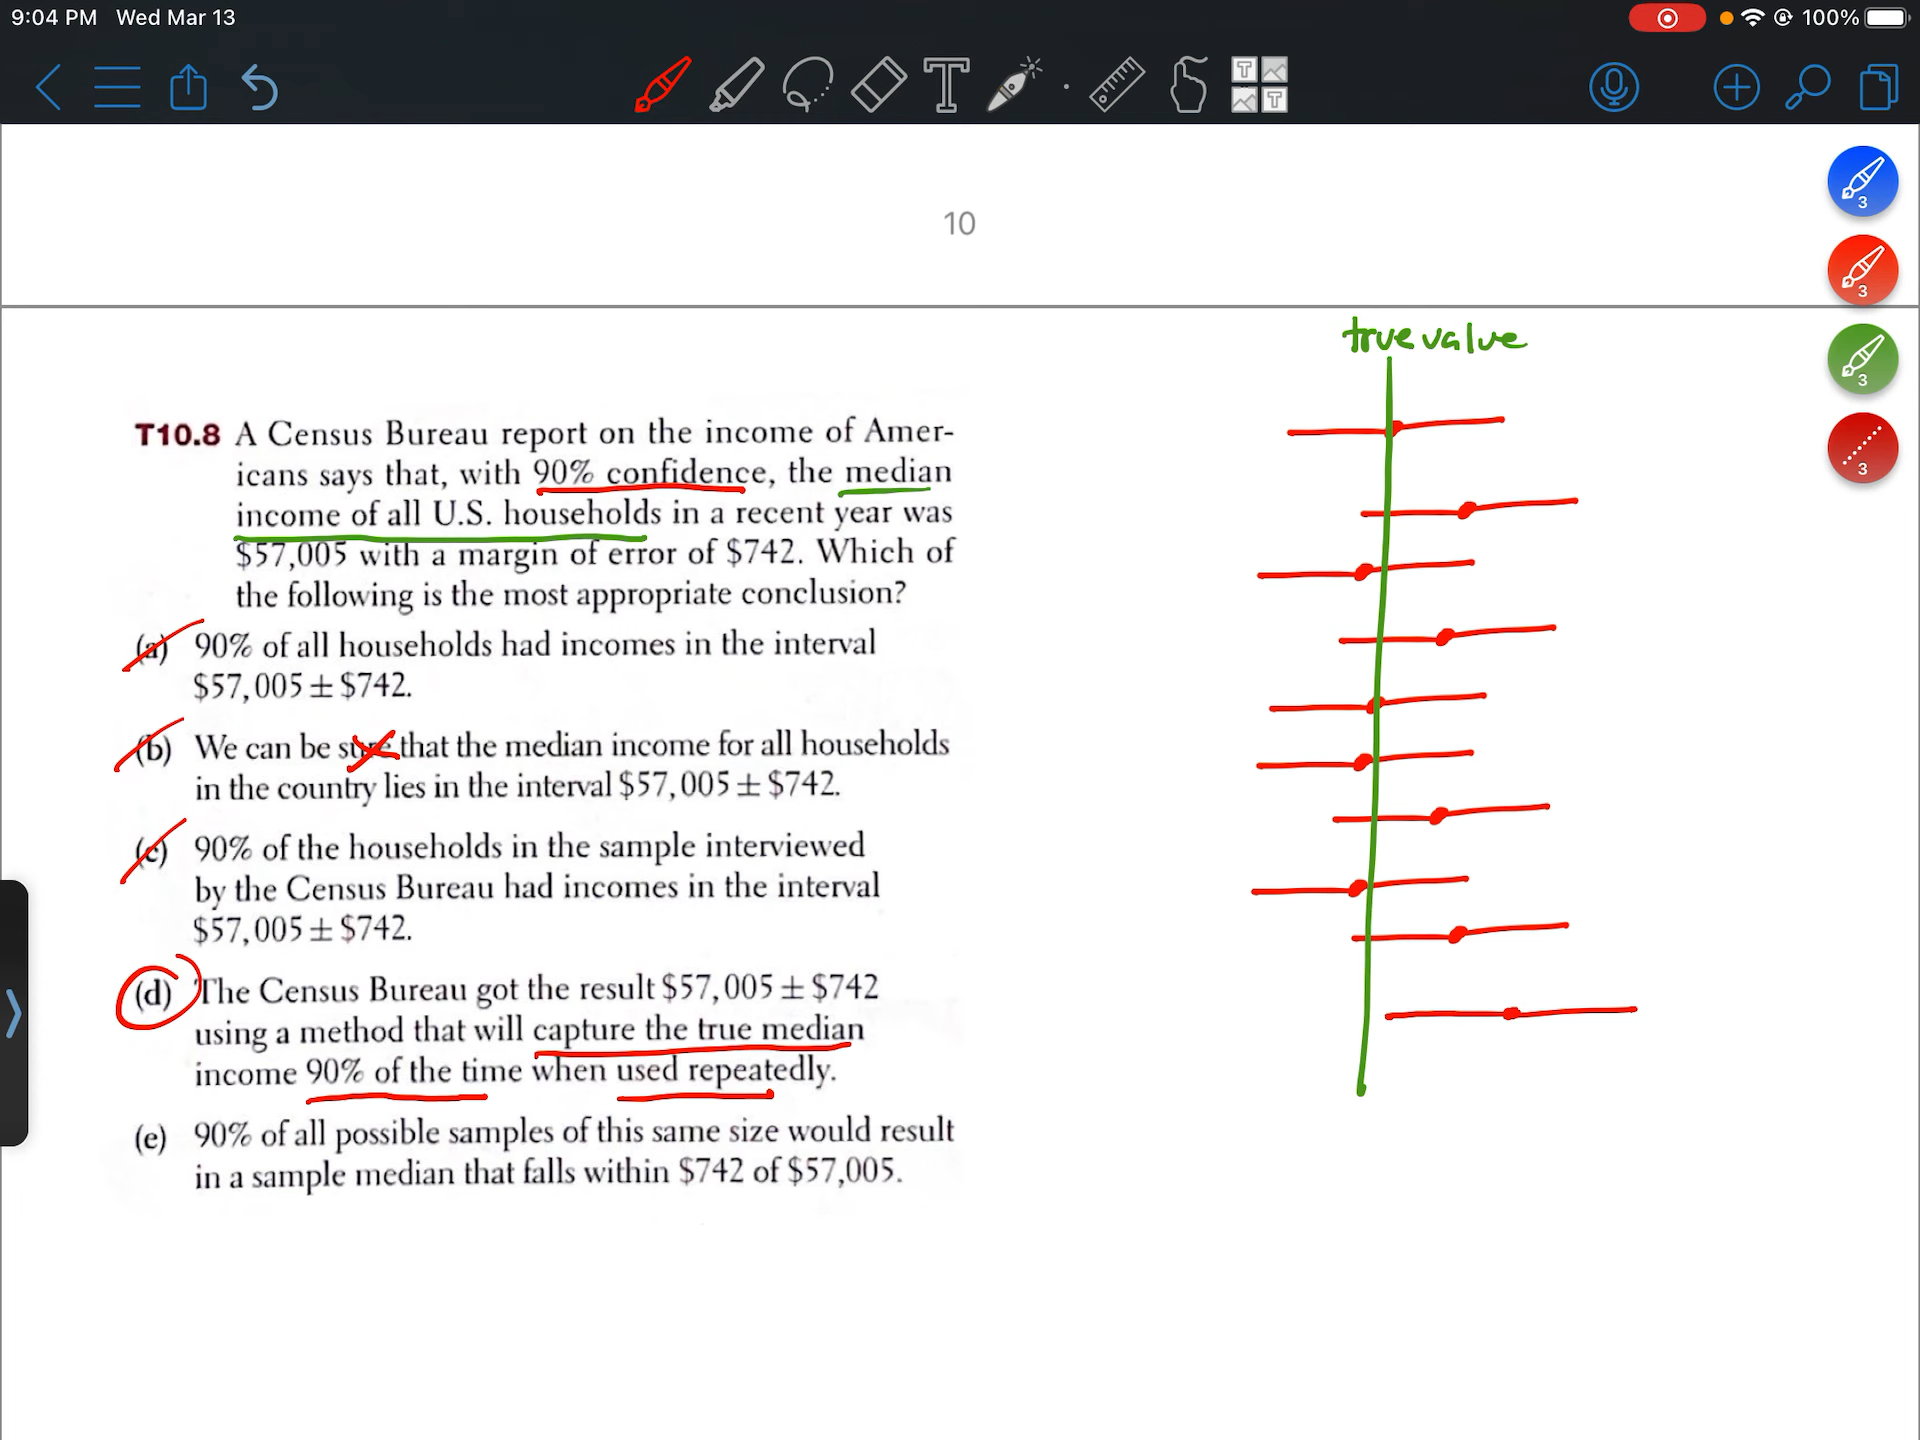 9:04 PM Wed Mar 13
100%
T
T
T
3
10
3
true value
3
3
T10.8 A Census Bureau report on the income of Amer-
icans says that, with 90% confidence, the median
income of all U.S. households in a recent year was
$57,005 with a margin of error of $742. Which of
the following is the most appropriate conclusion?
(a) 90% of all households had incomes in the interval
$57,005 ± $742.
(b) We can be sure that the median income for all households
in the country lies in the interval $57,005 ± $742.
(c) 90% of the households in the sample interviewed
by the Census Bureau had incomes in the interval
$57,005 ± $742.
(d) The Census Bureau got the result $57,005 ± $742
using a method that will capture the true median
income 90% of the time when used repeatedly.
(e) 90% of all possible samples of this same size would result
in a sample median that falls within $742 of $57,005.